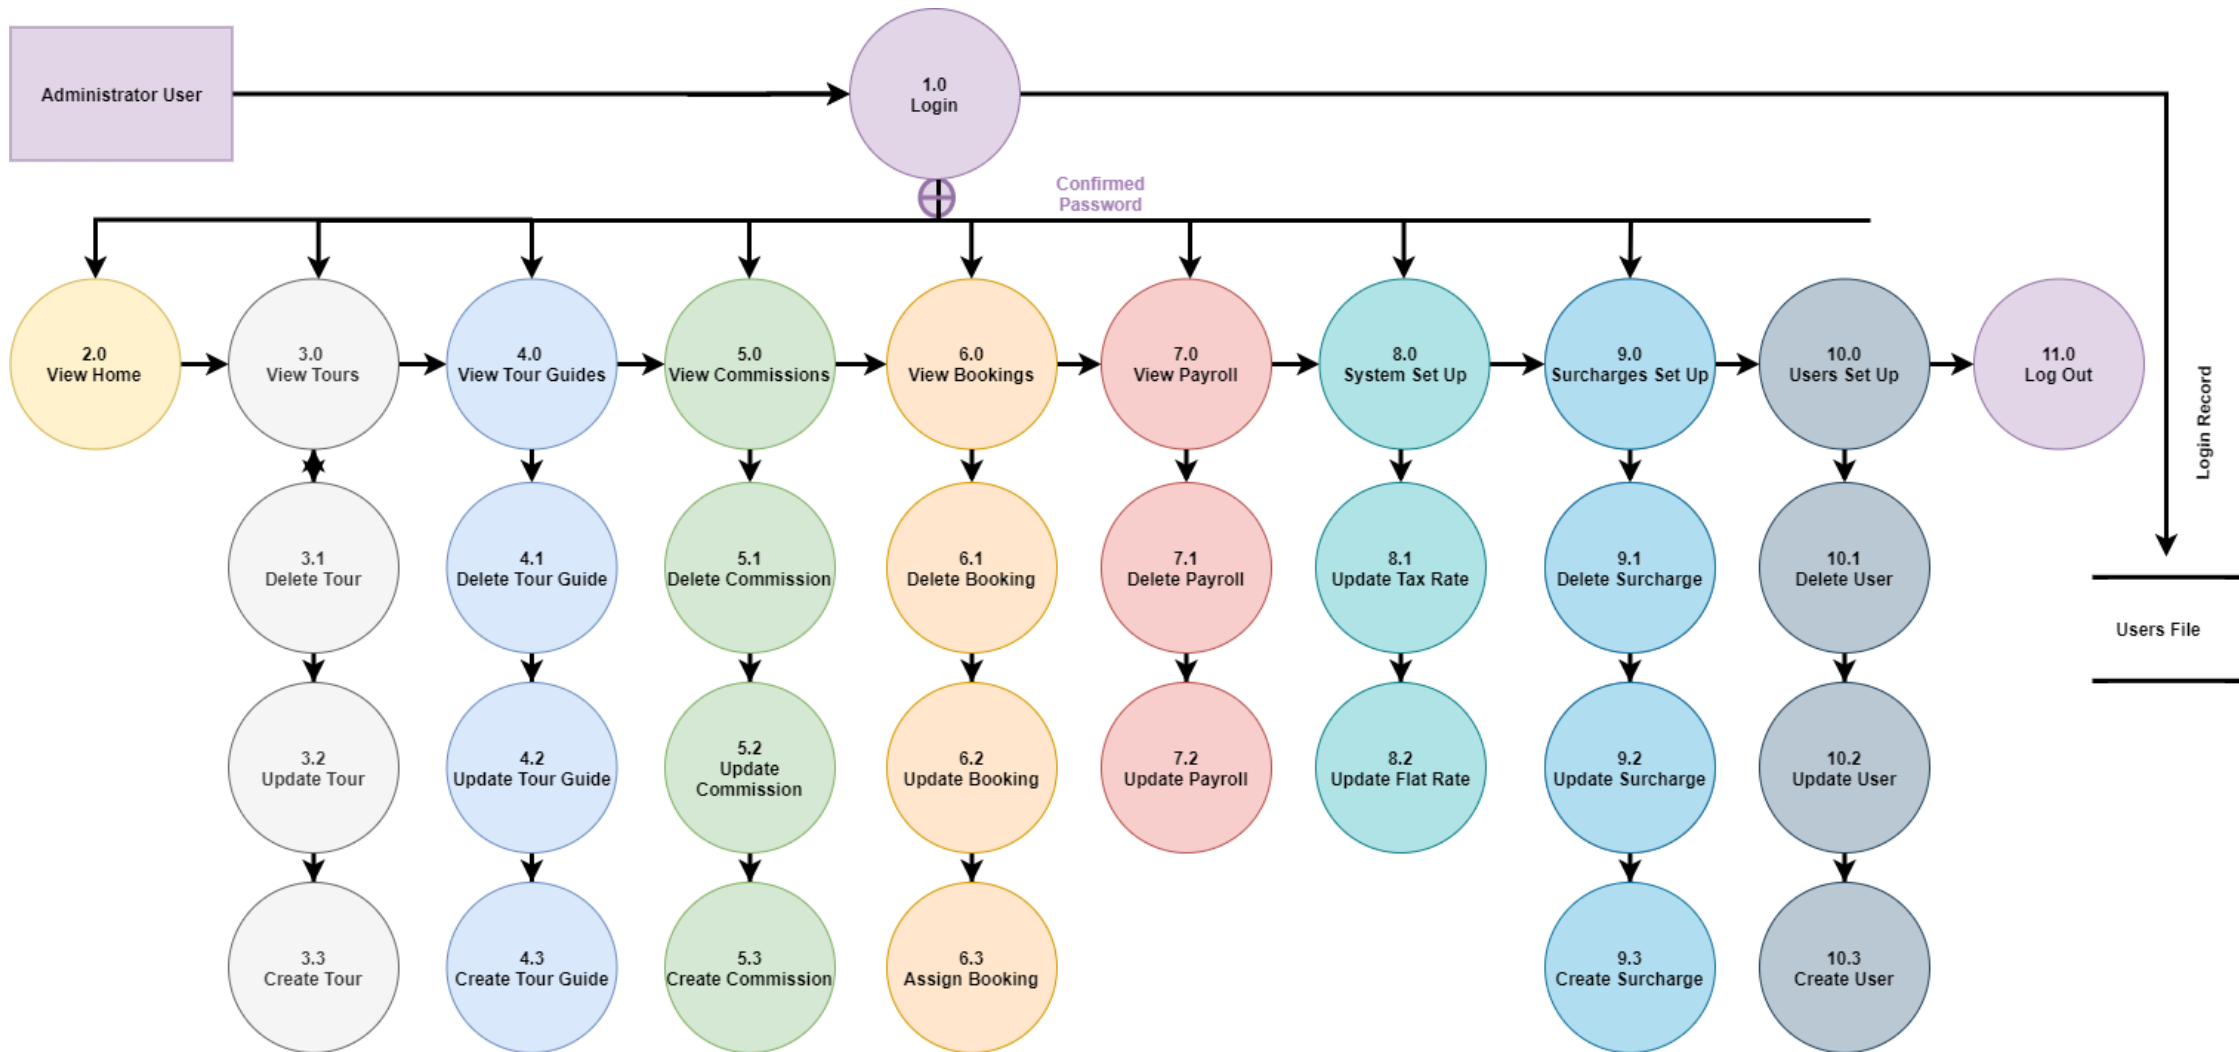 Administrator User
1.0
Login
Confirmed
Password
2.0
View Home
3.0
View Tours
4.0
View Tour Guides
5.0
View Commissions
6.0
View Bookings
7.0
View Payroll
8.0
System Set Up
9.0
Surcharges Set Up
10.0
Users Set Up
11.0
Log Out
Login Record
3.1
Delete Tour
4.1
Delete Tour Guide
5.1
Delete Commission
6.1
Delete Booking
7.1
Delete Payroll
8.1
Update Tax Rate
9.1
Delete Surcharge
10.1
Delete User
Users File
3.2
Update Tour
4.2
Update Tour Guide
5.2
Update
Commission
6.2
Update Booking
7.2
Update Payroll
8.2
Update Flat Rate
9.2
Update Surcharge
10.2
Update User
3.3
Create Tour
4.3
Create Tour Guide
5.3
Create Commission
6.3
Assign Booking
9.3
Create Surcharge
10.3
Create User